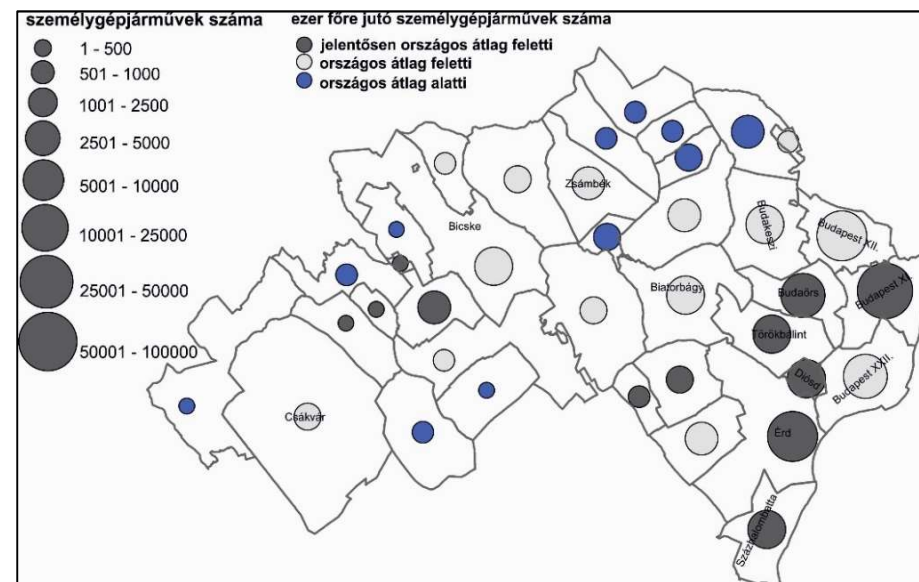 személygépjárművek száma
1 - 500
501 - 1000
1001 - 2500
2501 - 5000
5001 - 10000
10001 - 25000
25001 - 50000
50001 - 100000
ezer főre jutó személygépjárművek száma
jelentősen országos átlag feletti
országos átlag feletti
országos átlag alatti
Zsámbék
Bicske
Budakeszi
Budapest XII.
Biatorbágy
Budaörs
Budapest XI.
Törökbálint
Diósd
Budapest XXII.
Csákvár
Érd
Százhalombatta